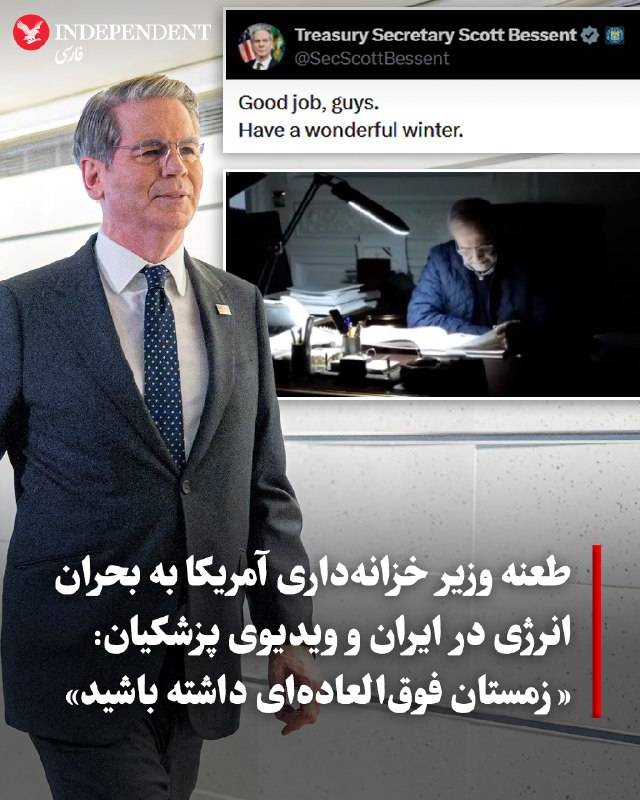 INDEPENDENT
فارسی
Treasury Secretary Scott Bessent
@SecScottBessent
Good job, guys.
Have a wonderful winter.
طعنه وزیر خزانه‌داری آمریکا به بحران
انرژی در ایران و ویدیوی پزشکیان:
«زمستان فوق‌العاده‌ای داشته باشید»